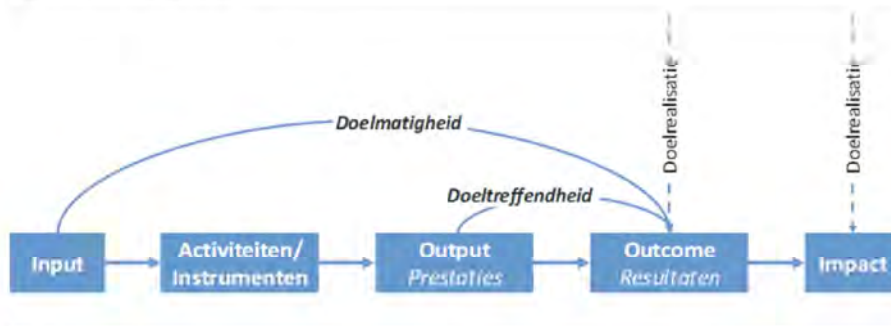 Doelrealisatie
Doelrealisatie
Doelmatigheid
Doeltreffendheid
Input
Activiteiten/
Instrumenten
Output
Prestaties
Outcome
Resultaten
Impact